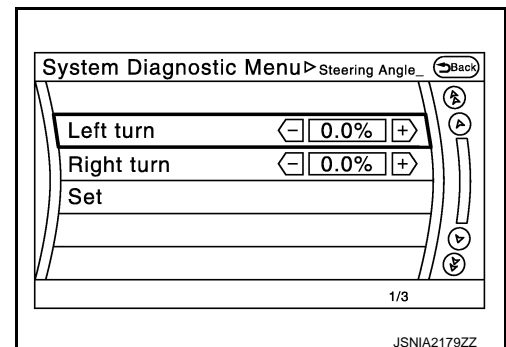 System Diagnostic Menu▷Steering Angle_ Back
Left turn − 0.0% +
Right turn − 0.0% +
Set
1/3
JSNIA2179ZZ